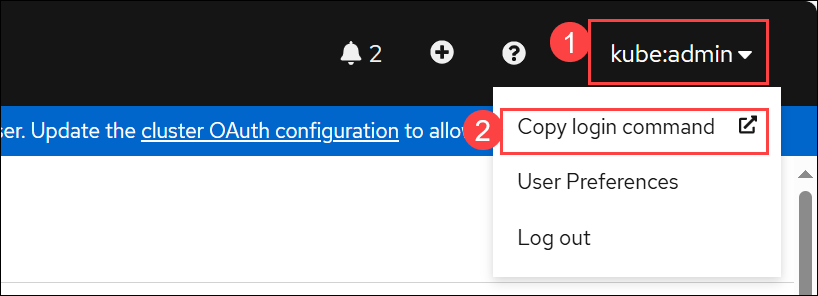 2
1
kube:admin
ser. Update the cluster OAuth configuration to allow
2
Copy login command
User Preferences
Log out